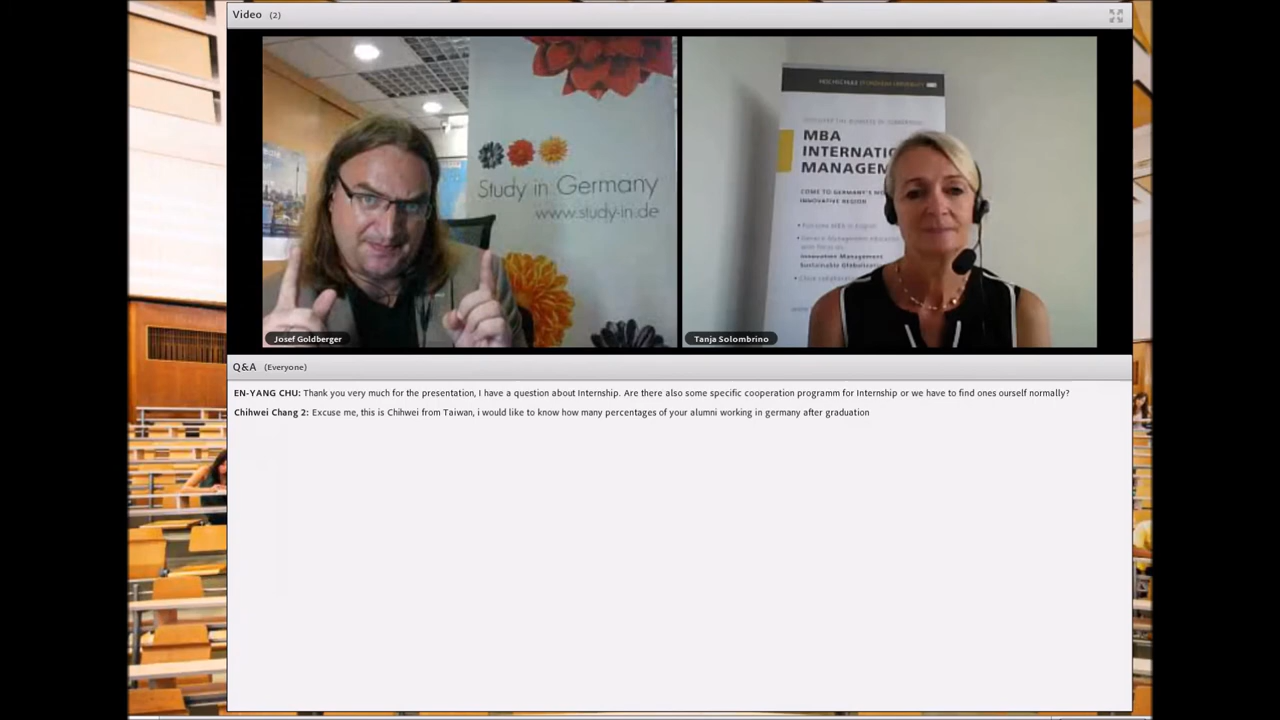 Video (2)
Study in Germany
www.study-in.de
Josef Goldberger
MBA
INTERNATIO
MANAGEM
COME TO GERMANY'S
INNOVATIVE REGION
Innovation Management
Tanja Solombrino
Q&A (Everyone)
EN-YANG CHU: Thank you very much for the presentation, I have a question about Internship. Are there also some specific cooperation programm for Internship or we have to find ones ourself normally?
Chihwei Chang 2: Excuse me, this is Chihwei from Taiwan, i would like to know how many percentages of your alumni working in germany after graduation